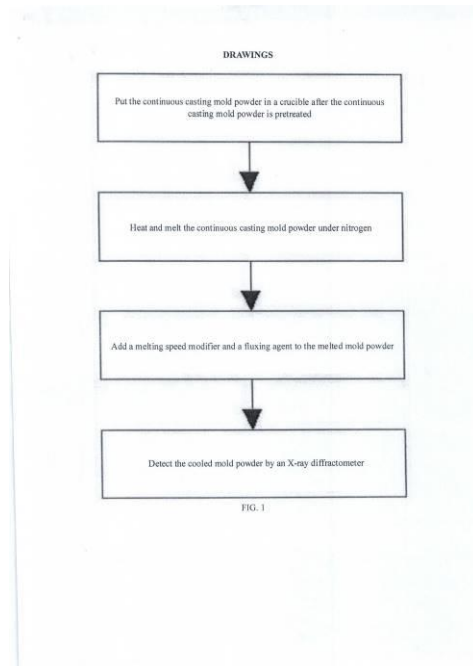 DRAWINGS
Put the continuous casting mold powder in a crucible after the continuous
casting mold powder is pretreated
Heat and melt the continuous casting mold powder under nitrogen
Add a melting speed modifier and a fluxing agent to the melted mold powder
Detect the cooled mold powder by an X-ray diffractometer
FIG. 1